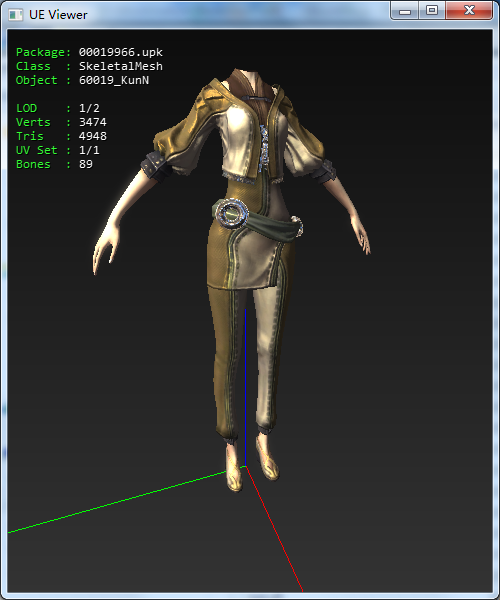 UE Viewer
Package: 00019966.upk
Class : SkeletalMesh
Object : 60019_KunN
LOD : 1/2
Verts : 3474
Tris : 4948
UV Set : 1/1
Bones : 89